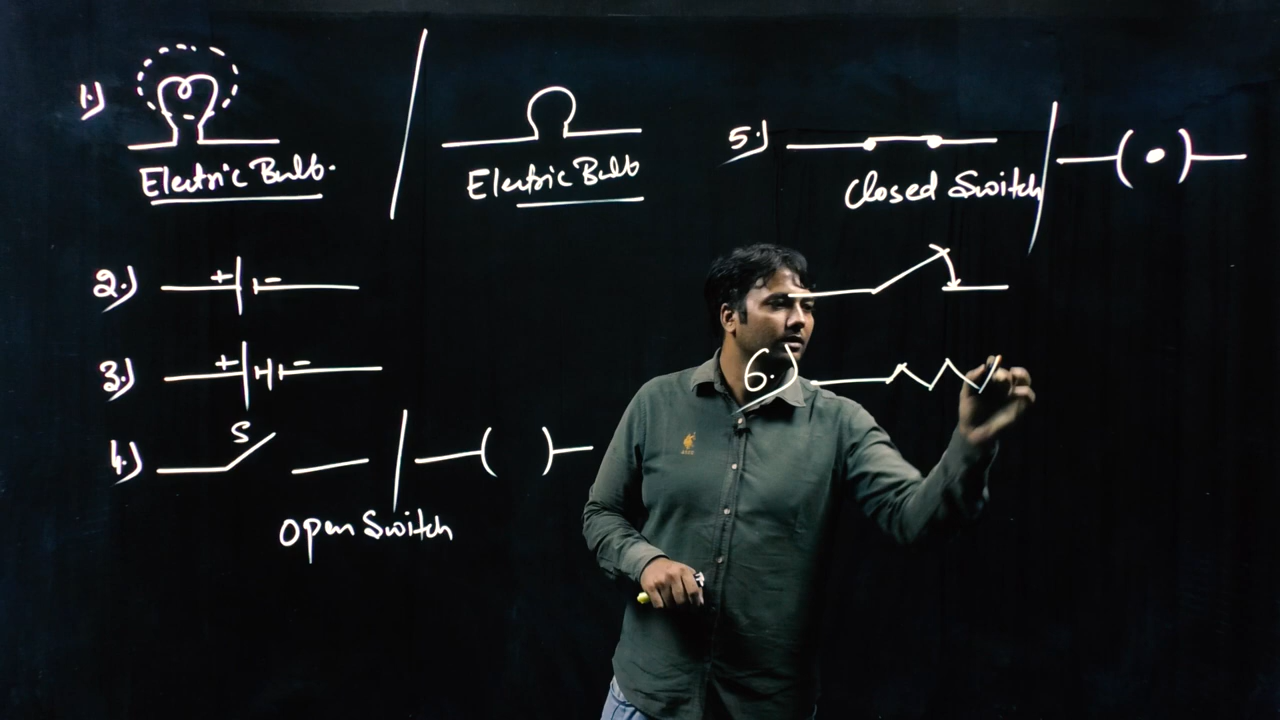 1.)
Electric Bulb.
Electric Bulb
2.) + -
3.) + -
4.) S
Open Switch
5.)
Closed Switch
6.)